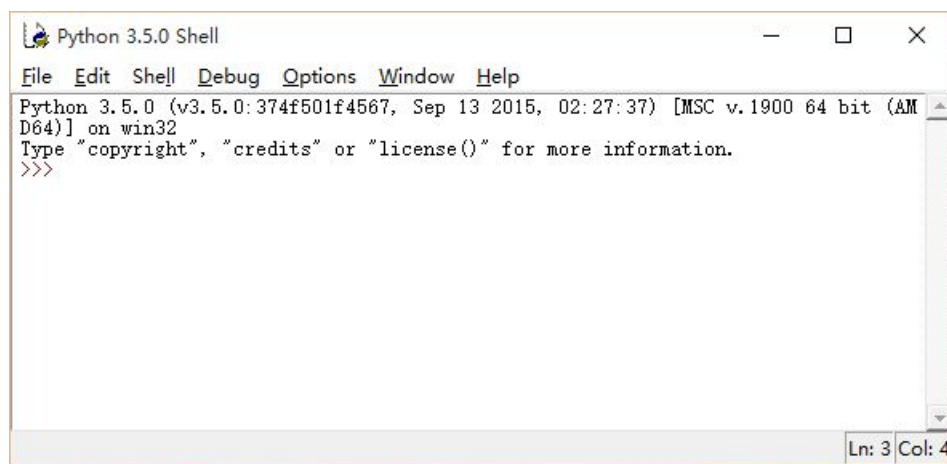 Python 3.5.0 Shell
File Edit Shell Debug Options Window Help
Python 3.5.0 (v3.5.0:374f501f4567, Sep 13 2015, 02:27:37) [MSC v.1900 64 bit (AM
D64)] on win32
Type "copyright", "credits" or "license()" for more information.
>>>
Ln: 3 Col: 4